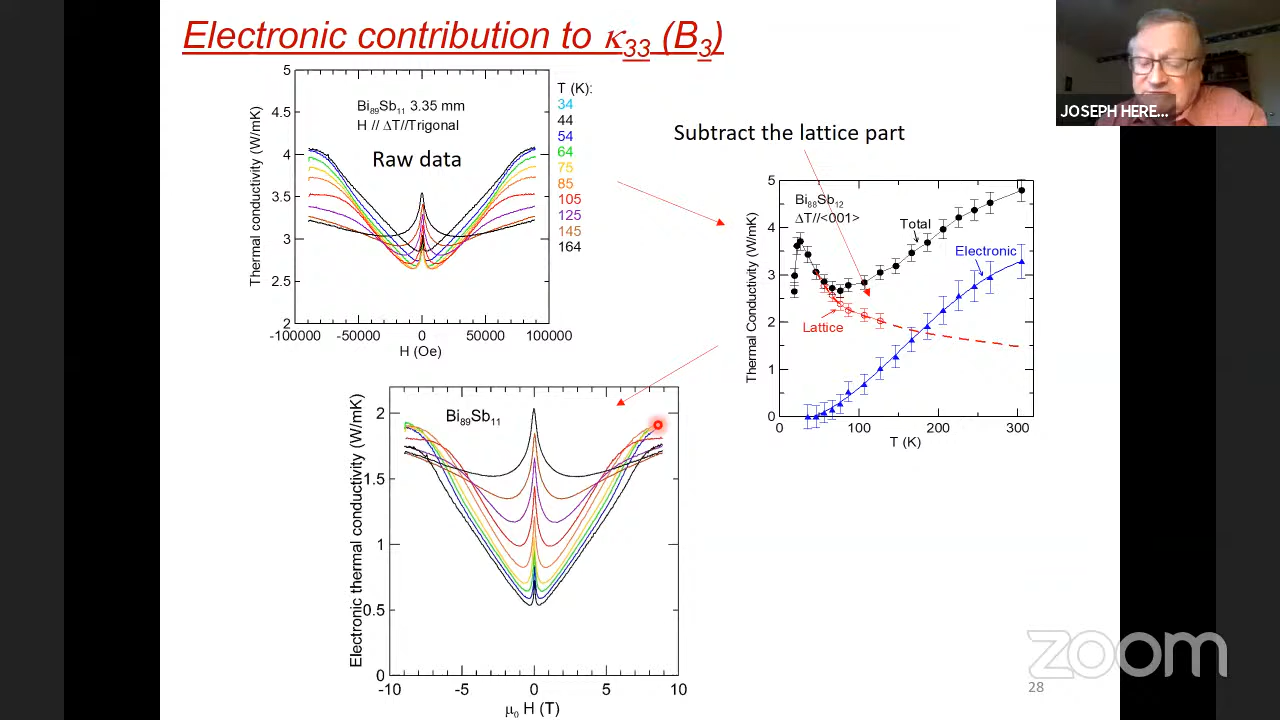 Electronic contribution to κ33 (B3)
JOSEPH HERE...
5
4.5
4
3.5
3
2.5
2
Thermal conductivity (W/mK)
Bi89Sb11 3.35 mm
H // ΔT//Trigonal
Raw data
-100000
-50000
0
50000
100000
H (Oe)
T (K):
34
44
54
64
75
85
105
125
145
164
Subtract the lattice part
5
4
3
2
1
0
Thermal Conductivity (W/mK)
Bi88Sb12
ΔT//<001>
Total
Electronic
Lattice
0
100
200
300
T (K)
2
1.5
1
0.5
0
Electronic thermal conductivity (W/mK)
Bi89Sb11
-10
-5
0
5
10
μ0 H (T)
zoom
28